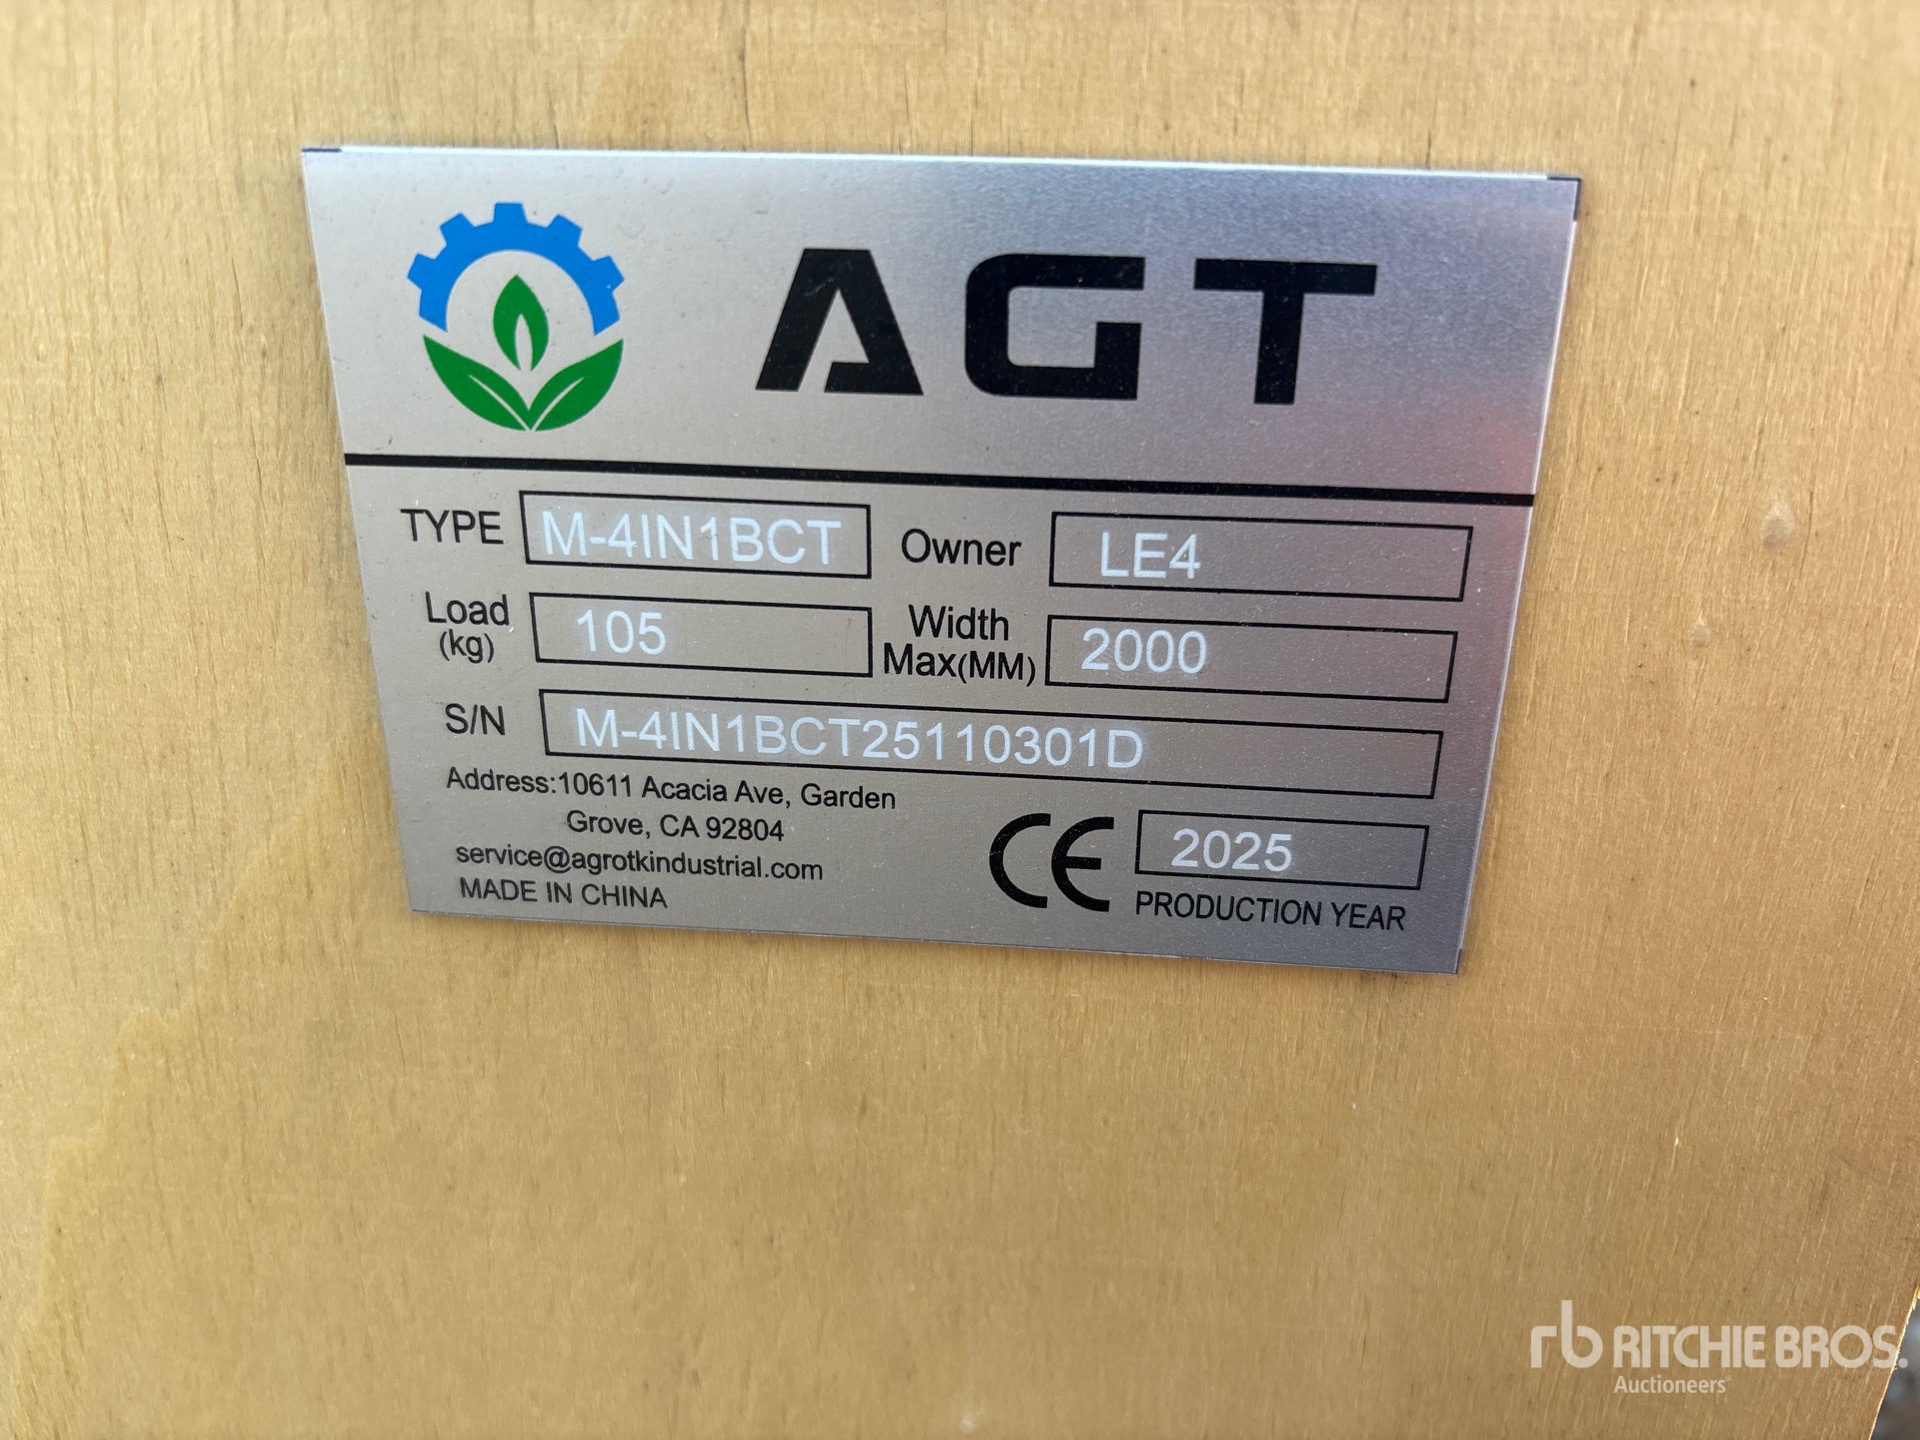 AGT
TYPE M-4IN1BCT Owner LE4
Load (kg) 105 Width Max(MM) 2000
S/N M-4IN1BCT25110301D
Address:10611 Acacia Ave, Garden
Grove, CA 92804
service@agrotkindustrial.com
MADE IN CHINA
CE 2025
PRODUCTION YEAR
rb RITCHIE BROS.
Auctioneers